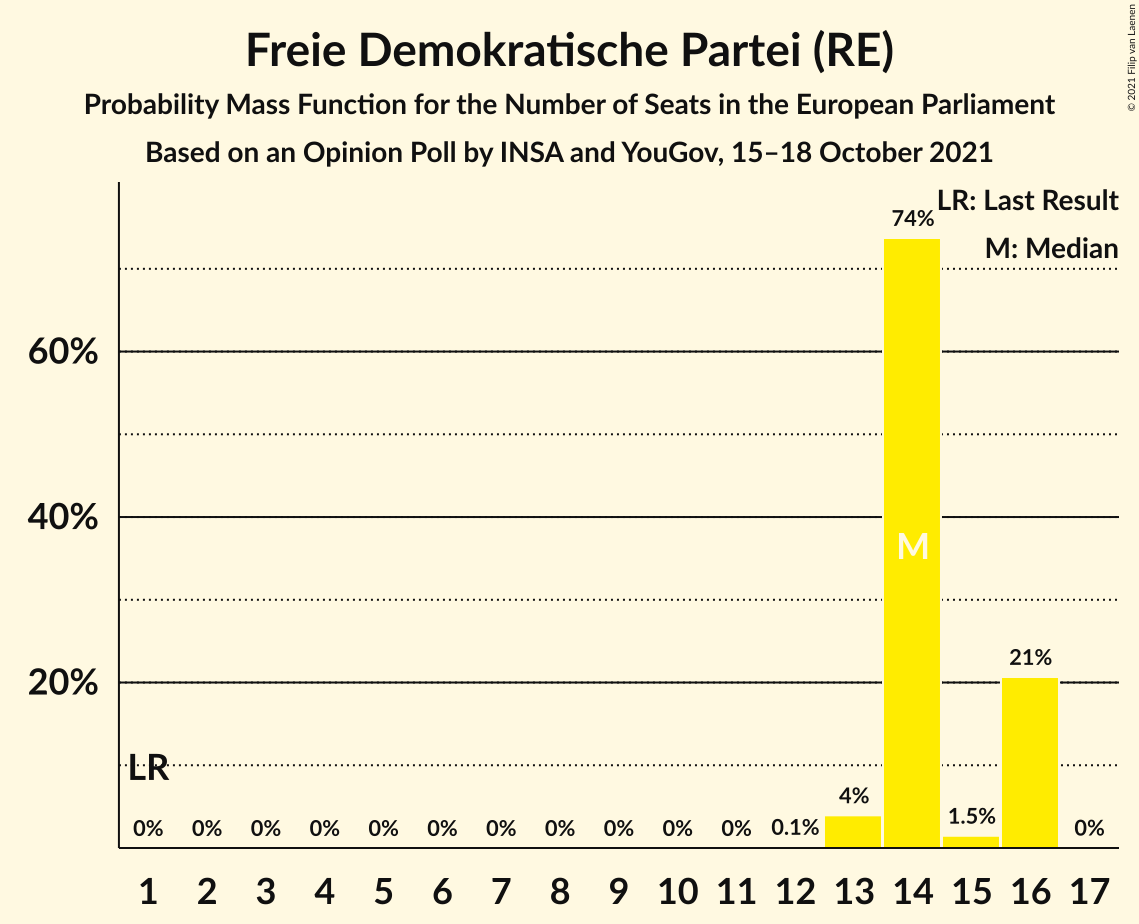 Freie Demokratische Partei (RE)
Probability Mass Function for the Number of Seats in the European Parliament
Based on an Opinion Poll by INSA and YouGov, 15–18 October 2021
© 2021 Filip van Laenen
LR: Last Result
M: Median
74%
60%
40%
M
21%
20%
LR
4%
1.5%
0% 0% 0% 0% 0% 0% 0% 0% 0% 0% 0% 0.1% 0%
1 2 3 4 5 6 7 8 9 10 11 12 13 14 15 16 17